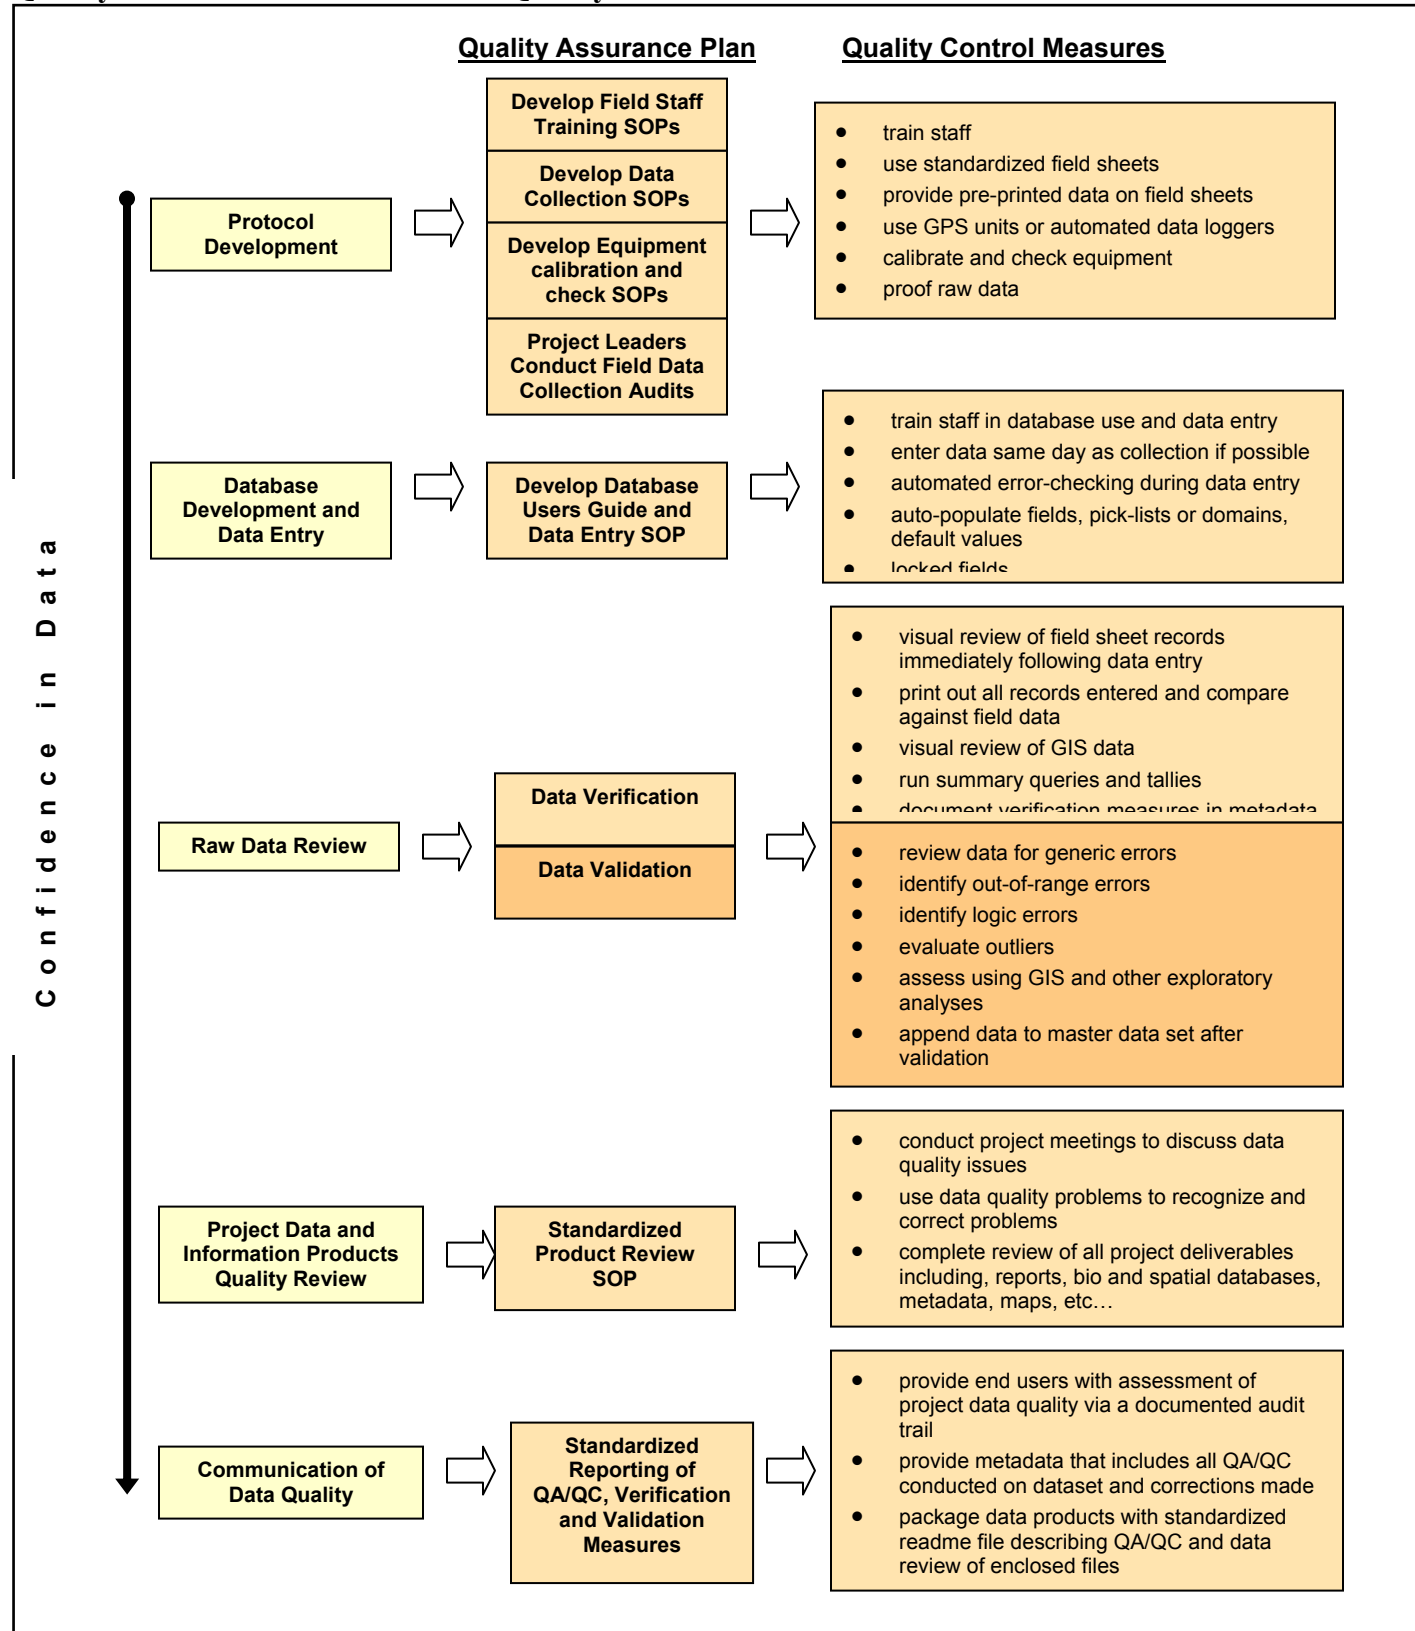 Quality Assurance Plan
Quality Control Measures
Protocol
Development
Develop Field Staff
Training SOPs
Develop Data
Collection SOPs
Develop Equipment
calibration and
check SOPs
Project Leaders
Conduct Field Data
Collection Audits
• train staff
• use standardized field sheets
• provide pre-printed data on field sheets
• use GPS units or automated data loggers
• calibrate and check equipment
• proof raw data
Database
Development and
Data Entry
Develop Database
Users Guide and
Data Entry SOP
• train staff in database use and data entry
• enter data same day as collection if possible
• automated error-checking during data entry
• auto-populate fields, pick-lists or domains,
default values
• locked fields
Confidence in Data
Raw Data Review
Data Verification
Data Validation
• visual review of field sheet records
immediately following data entry
• print out all records entered and compare
against field data
• visual review of GIS data
• run summary queries and tallies
• document verification measures in metadata
• review data for generic errors
• identify out-of-range errors
• identify logic errors
• evaluate outliers
• assess using GIS and other exploratory
analyses
• append data to master data set after
validation
Project Data and
Information Products
Quality Review
Standardized
Product Review
SOP
• conduct project meetings to discuss data
quality issues
• use data quality problems to recognize and
correct problems
• complete review of all project deliverables
including, reports, bio and spatial databases,
metadata, maps, etc…
Communication of
Data Quality
Standardized
Reporting of
QA/QC, Verification
and Validation
Measures
• provide end users with assessment of
project data quality via a documented audit
trail
• provide metadata that includes all QA/QC
conducted on dataset and corrections made
• package data products with standardized
readme file describing QA/QC and data
review of enclosed files